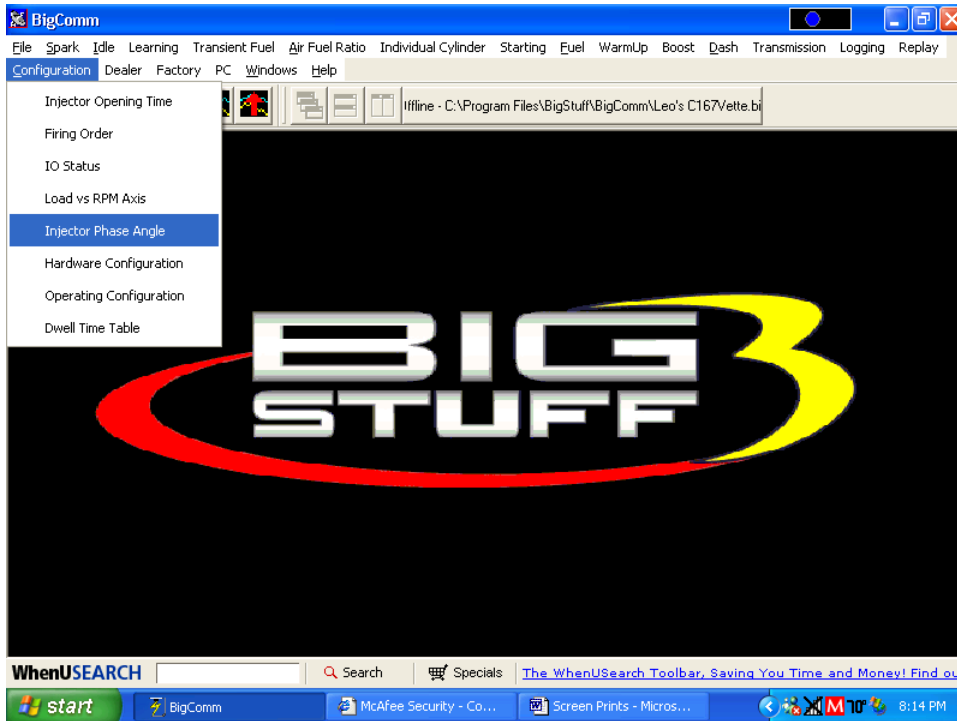 BigComm
File Spark Idle Learning Transient Fuel Air Fuel Ratio Individual Cylinder Starting Fuel WarmUp Boost Dash Transmission Logging Replay
Configuration Dealer Factory PC Windows Help
Iffline - C:\Program Files\BigStuff\BigComm\Leo's C167Vette.bi
Injector Opening Time
Firing Order
IO Status
Load vs RPM Axis
Injector Phase Angle
Hardware Configuration
Operating Configuration
Dwell Time Table
BIG 3
STUFF
WhenUSEARCH Search Specials The WhenUSearch Toolbar, Saving You Time and Money! Find ou
start BigComm McAfee Security - Co... Screen Prints - Micros... M 70° 8:14 PM